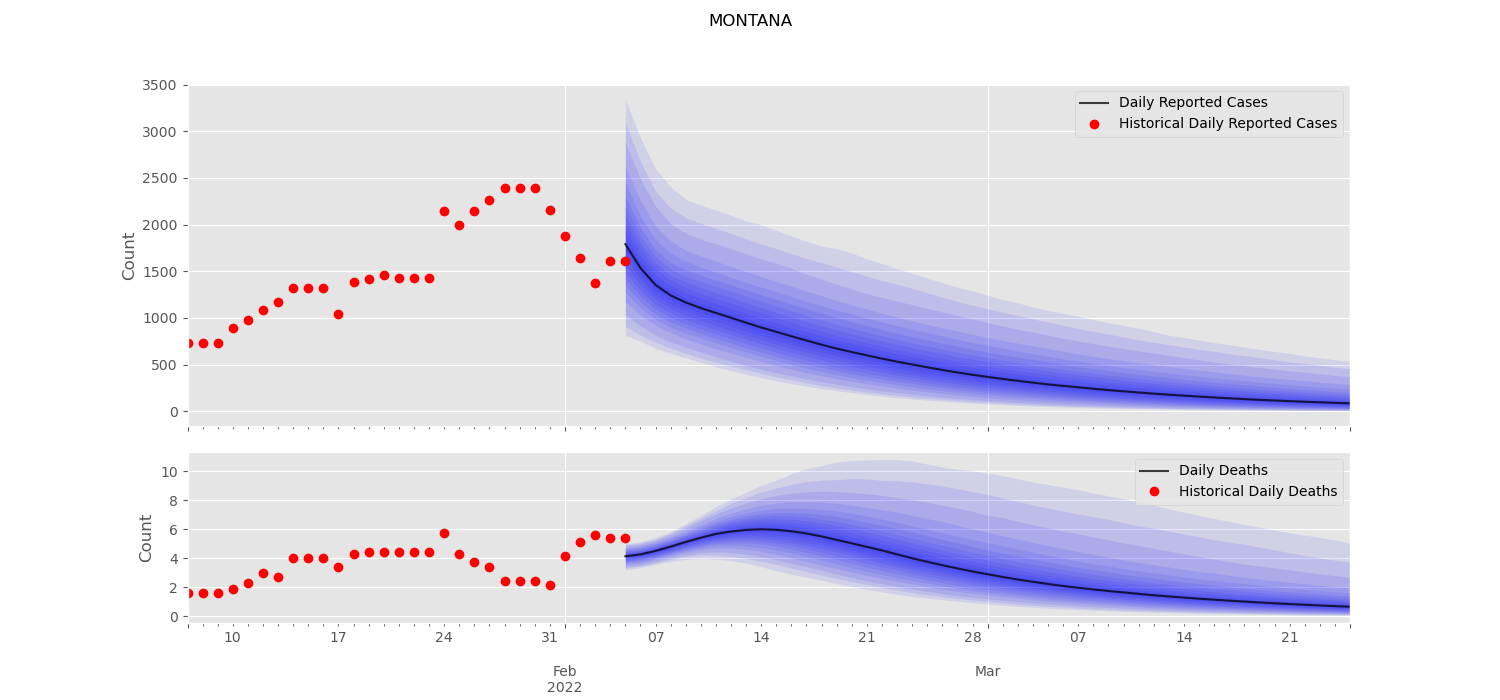 MONTANA
3500
3000
2500
2000
1500
1000
500
0
Count
Daily Reported Cases
Historical Daily Reported Cases
10
8
6
4
2
0
Count
Daily Deaths
Historical Daily Deaths
10 17 24 31 07 14 21 28 07 14 21
Feb Mar
2022